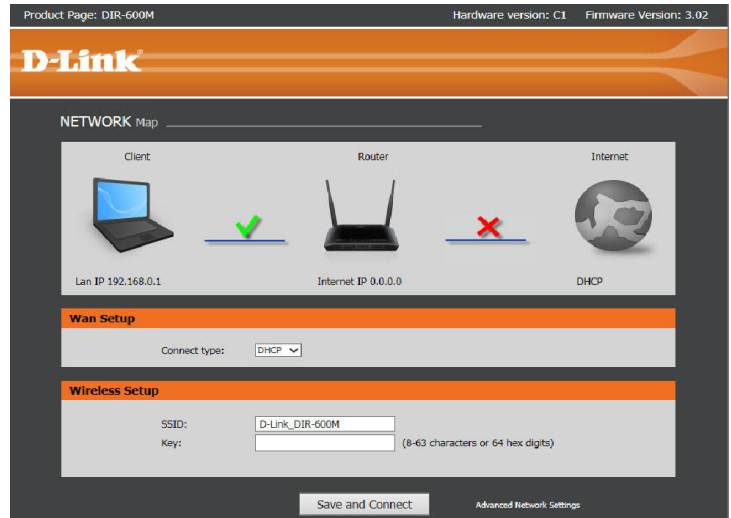 Product Page: DIR-600M Hardware version: C1 Firmware Version: 3.02
D-Link
NETWORK Map
Client Router Internet
Lan IP 192.168.0.1 Internet IP 0.0.0.0 DHCP
Wan Setup
Connect type: DHCP
Wireless Setup
SSID: D-Link_DIR-600M
Key: (8-63 characters or 64 hex digits)
Save and Connect Advanced Network Settings